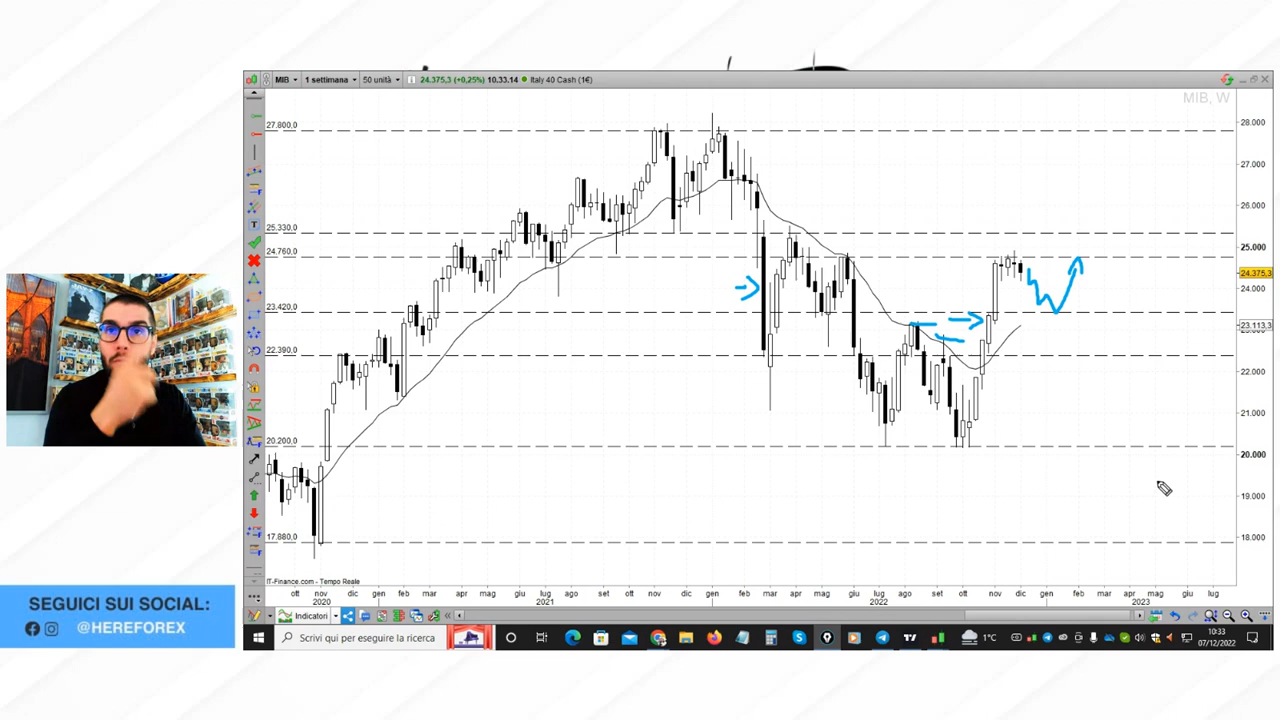 MIB 1 settimana 50 unità 24.375,3 (+0,25%) 10.33.14 Italy 40 Cash (1€)
MIB, W
27.800,0
25.330,0
24.760,0
23.420,0
22.390,0
20.200,0
17.880,0
28.000
27.000
26.000
25.000
24.375,3
24.000
23.113,3
22.000
21.000
20.000
19.000
18.000
IT-Finance.com - Tempo Reale
ott nov dic gen feb mar apr mag giu lug ago set ott nov dic gen feb mar apr mag giu lug ago set ott nov dic gen feb mar apr mag giu lug
2020 2021 2022 2023
Indicatori
Scrivi qui per eseguire la ricerca
1°C
10:33
07/12/2022
SEGUICI SUI SOCIAL:
@HEREFOREX